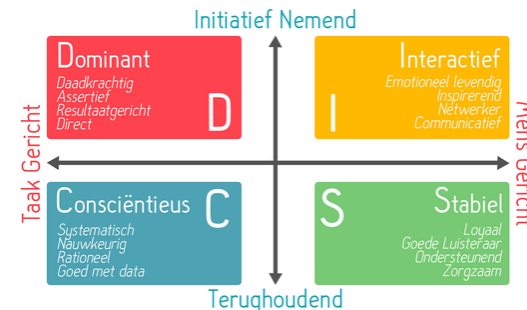 Initiatief Nemend
Dominant
Daadkrachtig
Assertief
Resultaatgericht
Direct
D
Interactief
Emotioneel levendig
Inspirerend
Netwerker
Communicatief
I
Taak Gericht
Mens Gericht
Consciëntieus
Systematisch
Nauwkeurig
Rationeel
Goed met data
C
S
Stabiel
Loyaal
Goede Luisteraar
Ondersteunend
Zorgzaam
Terughoudend